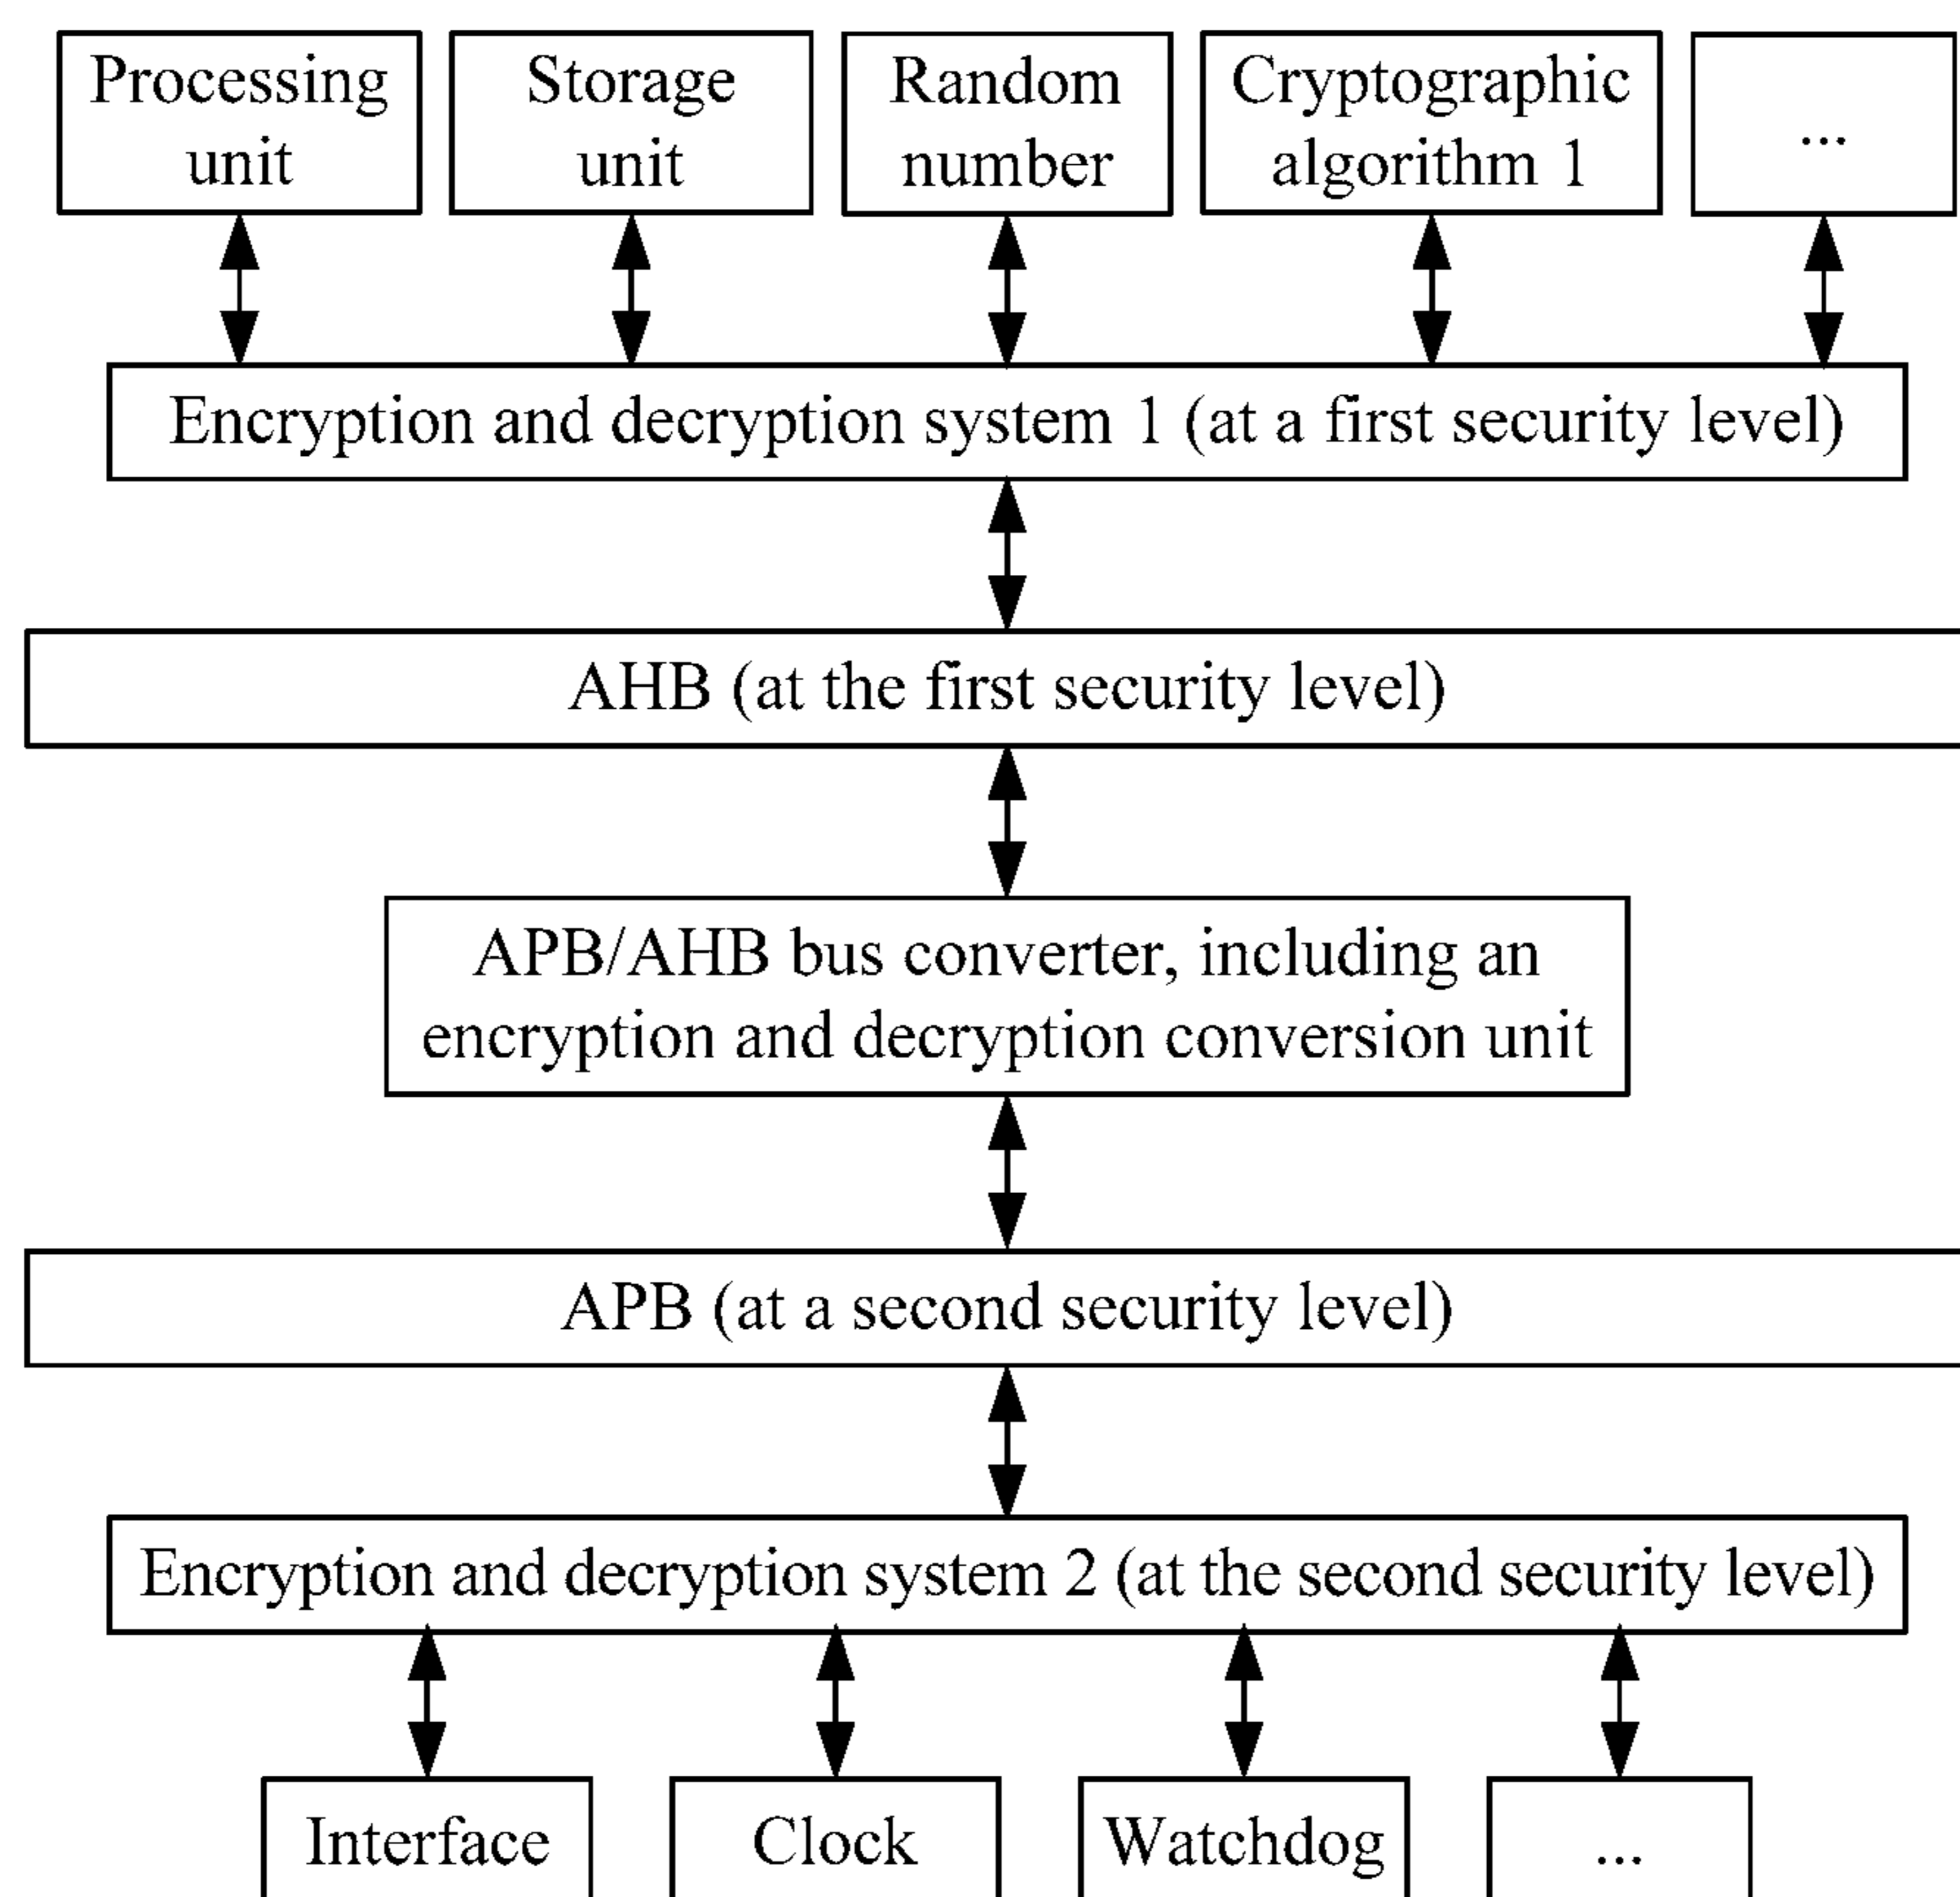 Processing
unit
Storage
unit
Random
number
Cryptographic
algorithm 1
...
Encryption and decryption system 1 (at a first security level)
AHB (at the first security level)
APB/AHB bus converter, including an
encryption and decryption conversion unit
APB (at a second security level)
Encryption and decryption system 2 (at the second security level)
Interface
Clock
Watchdog
...